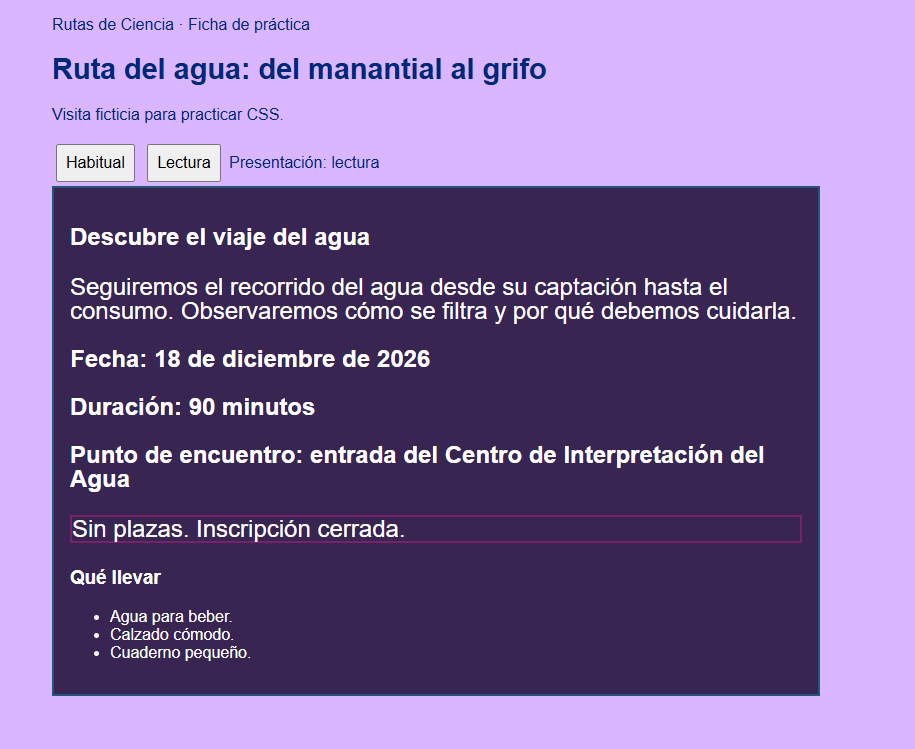 Rutas de Ciencia · Ficha de práctica
Ruta del agua: del manantial al grifo
Visita ficticia para practicar CSS.
Habitual Lectura Presentación: lectura
Descubre el viaje del agua
Seguiremos el recorrido del agua desde su captación hasta el
consumo. Observaremos cómo se filtra y por qué debemos cuidarla.
Fecha: 18 de diciembre de 2026
Duración: 90 minutos
Punto de encuentro: entrada del Centro de Interpretación del
Agua
Sin plazas. Inscripción cerrada.
Qué llevar
• Agua para beber.
• Calzado cómodo.
• Cuaderno pequeño.